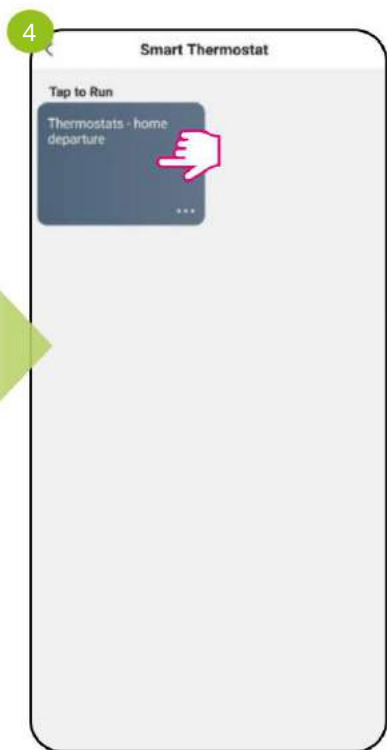 4
Smart Thermostat
Tap to Run
Thermostats - home
departure